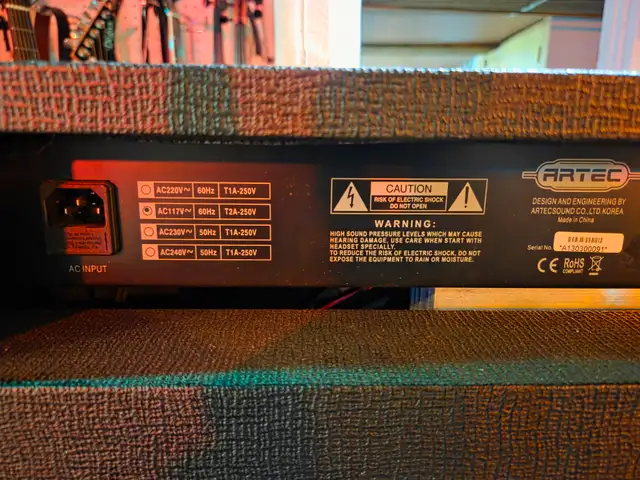 AC220V~ 60Hz T1A-250V
AC117V~ 60Hz T2A-250V
AC230V~ 50Hz T1A-250V
AC240V~ 50Hz T1A-250V
AC INPUT
CAUTION
RISK OF ELECTRIC SHOCK
DO NOT OPEN
WARNING:
HIGH SOUND PRESSURE LEVELS WHICH MAY CAUSE
HEARING DAMAGE, USE CARE WHEN START WITH
HEADSET SPECIALLY.
TO REDUCE THE RISK OF ELECTRIC SHOCK, DO NOT
EXPOSE THE EQUIPMENT TO RAIN OR MOISTURE.
ARTEC
DESIGN AND ENGINEERING BY
ARTECSOUND CO.,LTD. KOREA
Made in China
Serial No.
*A130300091*
CE RoHS
COMPLIANT